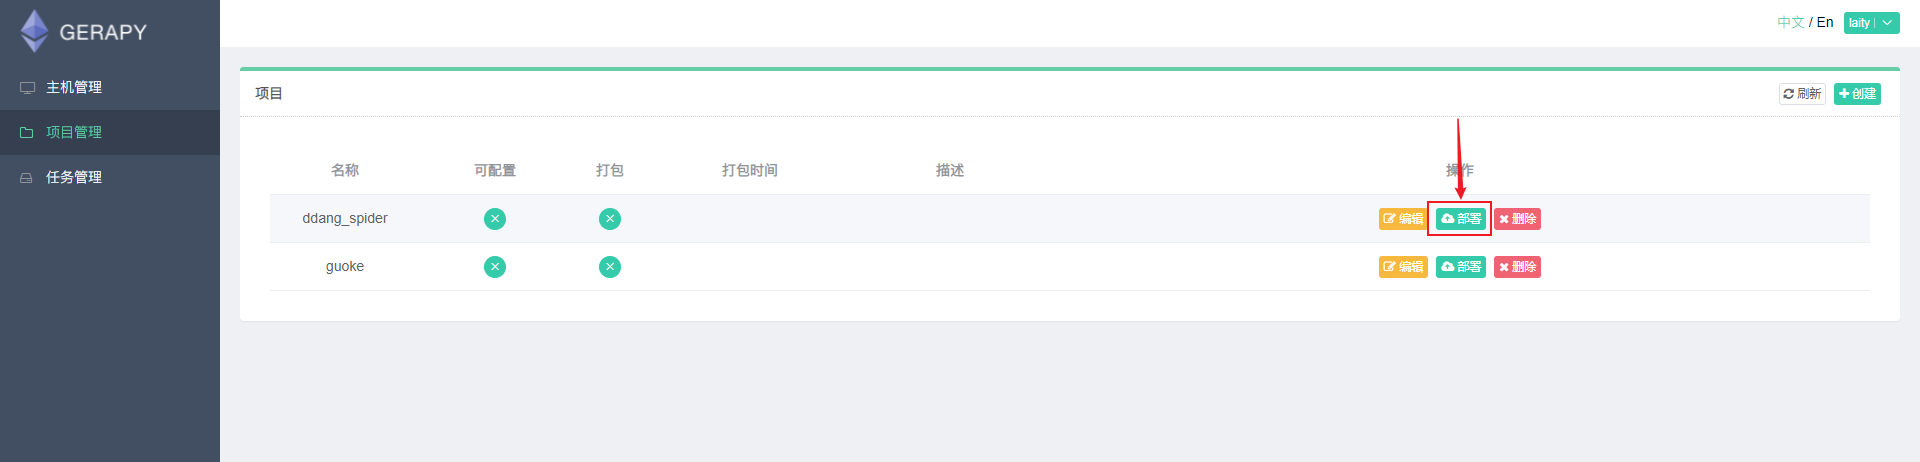 GERAPY
中文 / En laity
主机管理
项目管理
任务管理
项目
刷新 创建
名称 可配置 打包 打包时间 描述 操作
ddang_spider 编辑 部署 删除
guoke 编辑 部署 删除